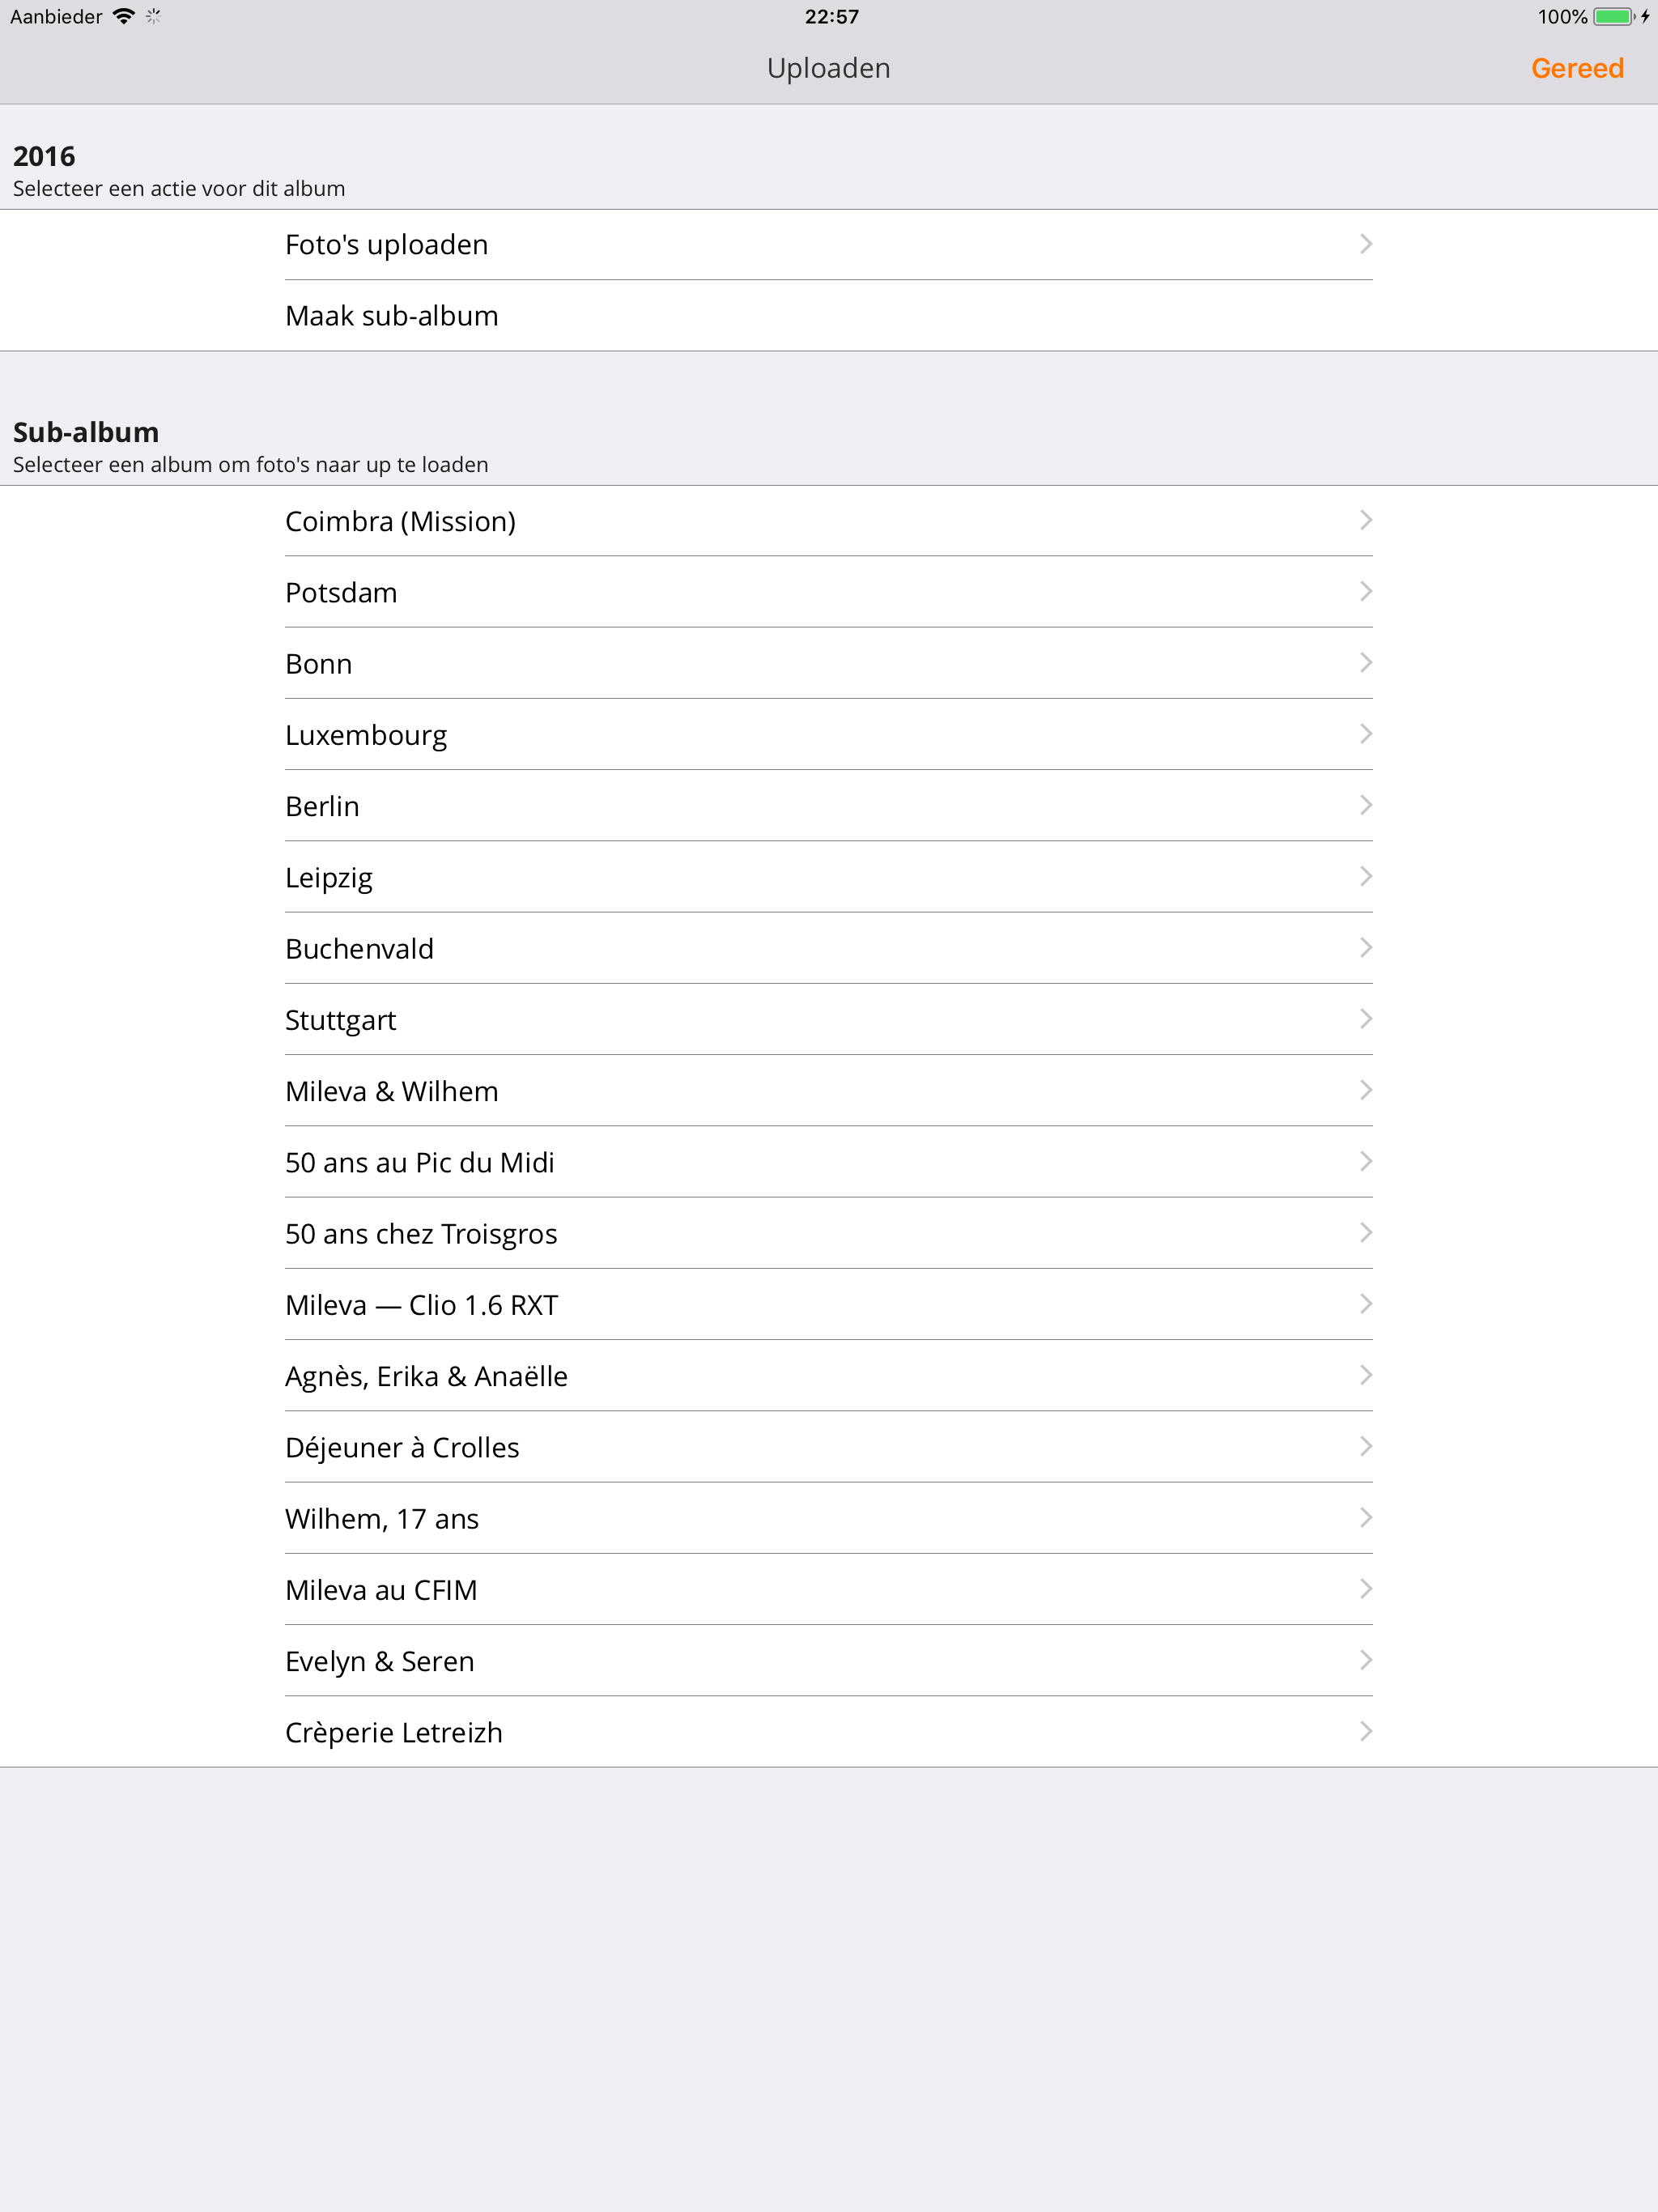 Aanbieder 22:57 100%
Uploaden Gereed
2016
Selecteer een actie voor dit album
Foto's uploaden
Maak sub-album
Sub-album
Selecteer een album om foto's naar up te loaden
Coimbra (Mission)
Potsdam
Bonn
Luxembourg
Berlin
Leipzig
Buchenvald
Stuttgart
Mileva & Wilhem
50 ans au Pic du Midi
50 ans chez Troisgros
Mileva — Clio 1.6 RXT
Agnès, Erika & Anaëlle
Déjeuner à Crolles
Wilhem, 17 ans
Mileva au CFIM
Evelyn & Seren
Crèperie Letreizh